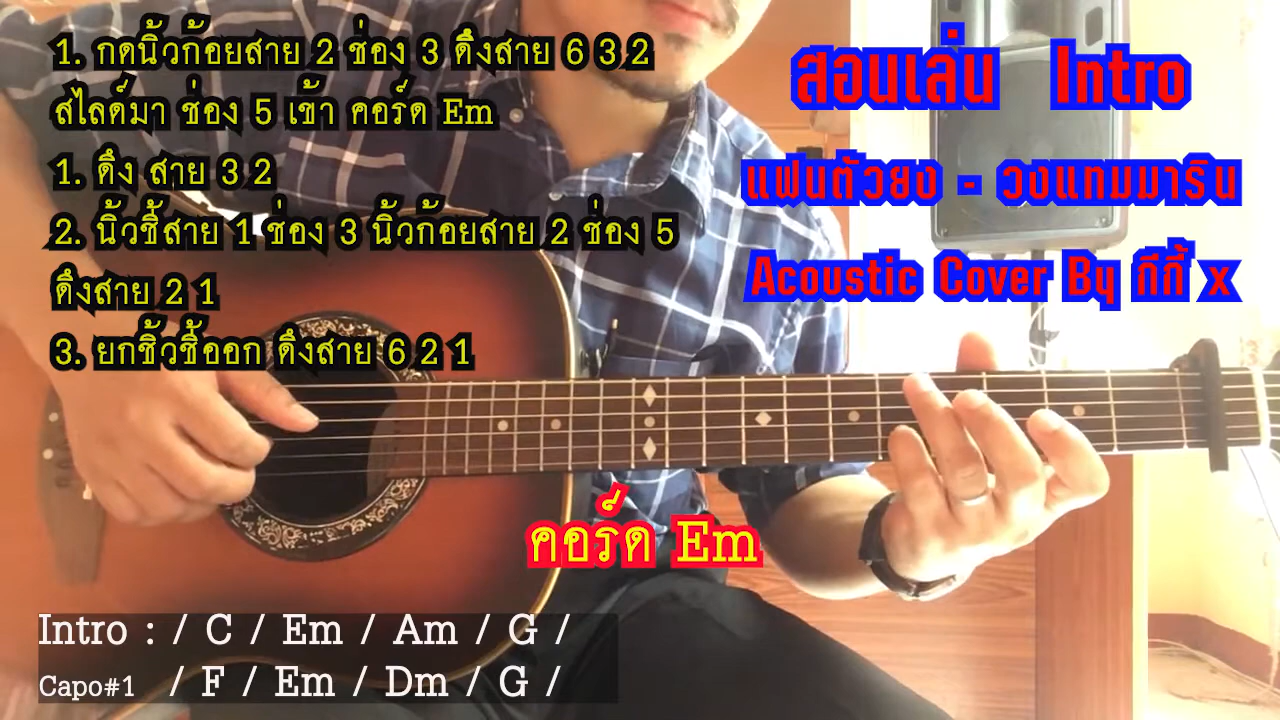 1. กดนิ้วก้อยสาย 2 ช่อง 3 ดึงสาย 6 3 2
สไลด์มา ช่อง 5 เข้า คอร์ด Em
1. ดึง สาย 3 2
2. นิ้วชี้สาย 1 ช่อง 3 นิ้วก้อยสาย 2 ช่อง 5
ดึงสาย 2 1
3. ยกชิ้วชี้ออก ดึงสาย 6 2 1
สอนเล่น Intro
แฟนตัวยง - วงแทมมาริน
Acoustic Cover By กีกี้ x
คอร์ด Em
Intro : / C / Em / Am / G /
Capo#1 / F / Em / Dm / G /